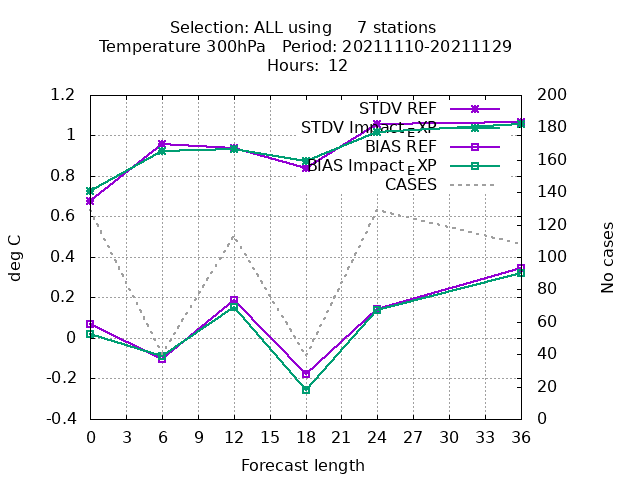 Selection: ALL using     7 stations
Temperature 300hPa   Period: 20211110-20211129
Hours: 12
1.2
1
0.8
0.6
0.4
0.2
0
-0.2
-0.4
deg C
STDV REF
STDV Impact_EXP
BIAS REF
BIAS Impact_EXP
CASES
200
180
160
140
120
100
80
60
40
20
0
No cases
0 3 6 9 12 15 18 21 24 27 30 33 36
Forecast length